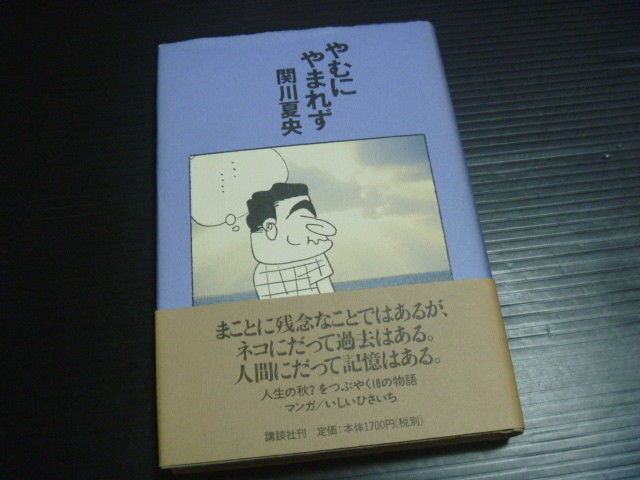 やむに
やまれず
関川夏央
……
まことに残念なことではあるが、
ネコにだって過去はある。
人間にだって記憶はある。
人生の秋?をつぶやく18の物語
マンガ/いしいひさいち
講談社刊 定価:本体1700円(税別)